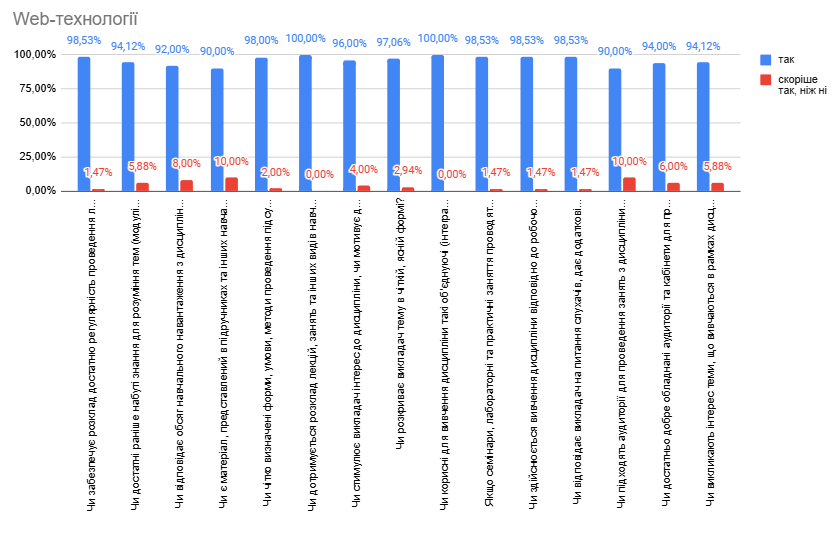 Web-технології
98,53% 94,12% 92,00% 90,00% 98,00% 100,00% 96,00% 97,06% 100,00% 98,53% 98,53% 98,53% 90,00% 94,00% 94,12%
100,00%
75,00%
50,00%
25,00%
0,00%
1,47% 5,88% 8,00% 10,00% 2,00% 0,00% 4,00% 2,94% 0,00% 1,47% 1,47% 1,47% 10,00% 6,00% 5,88%
так
скоріше
так, ніж ні
Чи забезпечує розклад достатню регулярність проведення л...
Чи достатні раніше набуті знання для розуміння тем (модулі...
Чи відповідає обсяг навчального навантаження з дисциплін...
Чи є матеріал, представлений в підручниках та інших навча...
Чи чітко визначені форми, умови, методи проведення підсу...
Чи дотримується розклад лекцій, занять та інших видів навч...
Чи стимулює викладач інтерес до дисципліни, чи мотивує д...
Чи розкриває викладач тему в чіткій, ясній формі?
Чи корисні для вивчення дисципліни такі об'єднуючі (інтегра...
Якщо семінари, лабораторні та практичні заняття проводят...
Чи здійснюється вивчення дисципліни відповідно до робочо...
Чи відповідає викладач на питання слухачів, дає додаткові...
Чи підходять аудиторії для проведення занять з дисципліни...
Чи достатньо добре обладнані аудиторії та кабінети для пр...
Чи викликають інтерес теми, що вивчаються в рамках дисц...